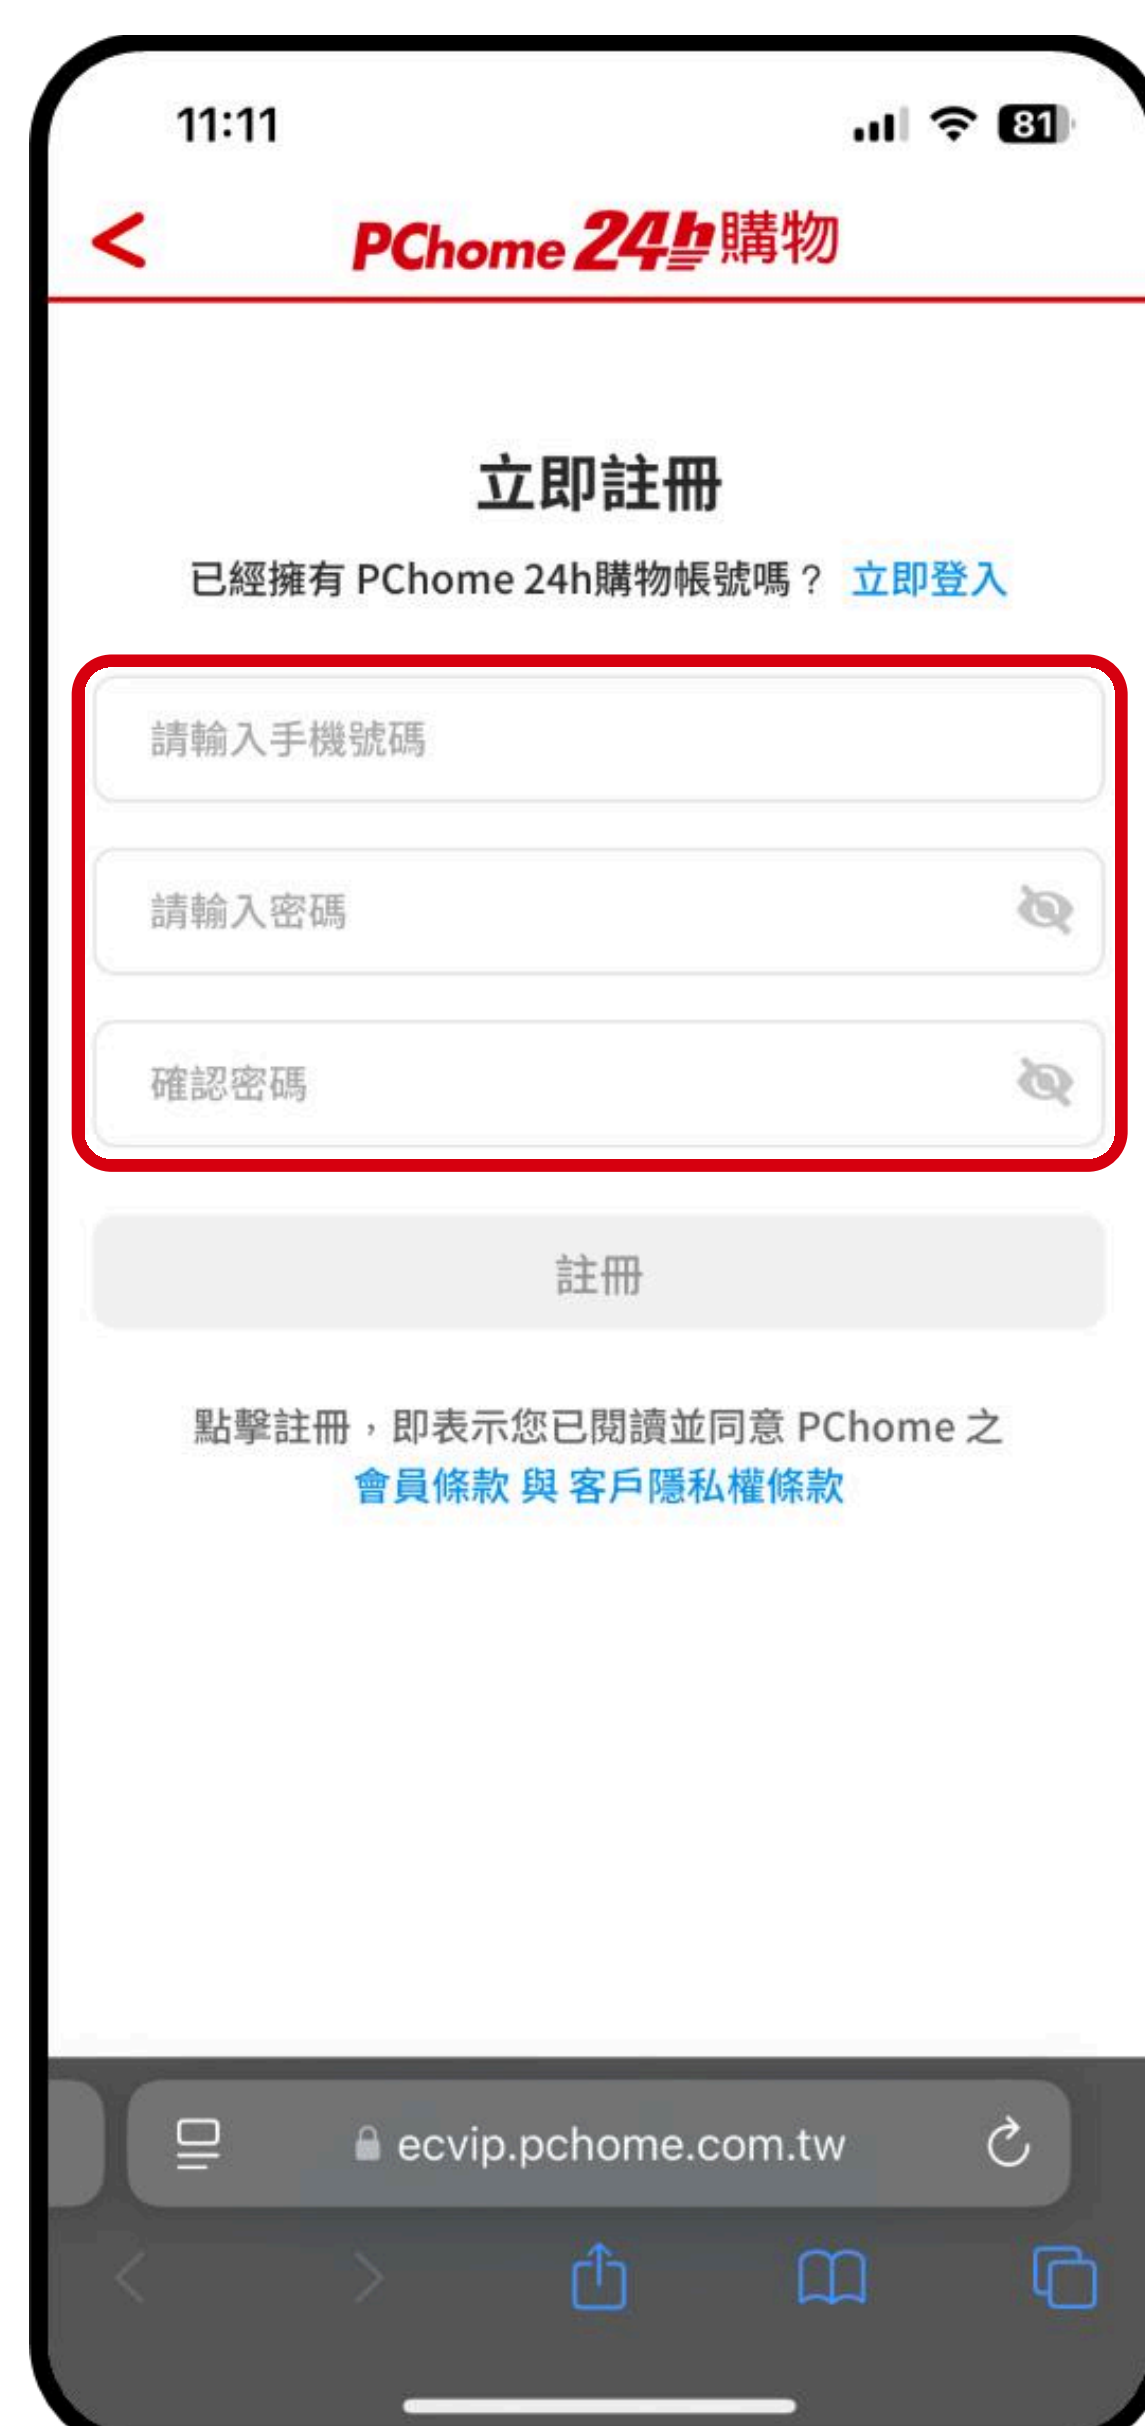 11:11
81
PChome 24h購物
立即註冊
已經擁有 PChome 24h購物帳號嗎？ 立即登入
請輸入手機號碼
請輸入密碼
確認密碼
註冊
點擊註冊，即表示您已閱讀並同意 PChome 之
會員條款 與 客戶隱私權條款
ecvip.pchome.com.tw